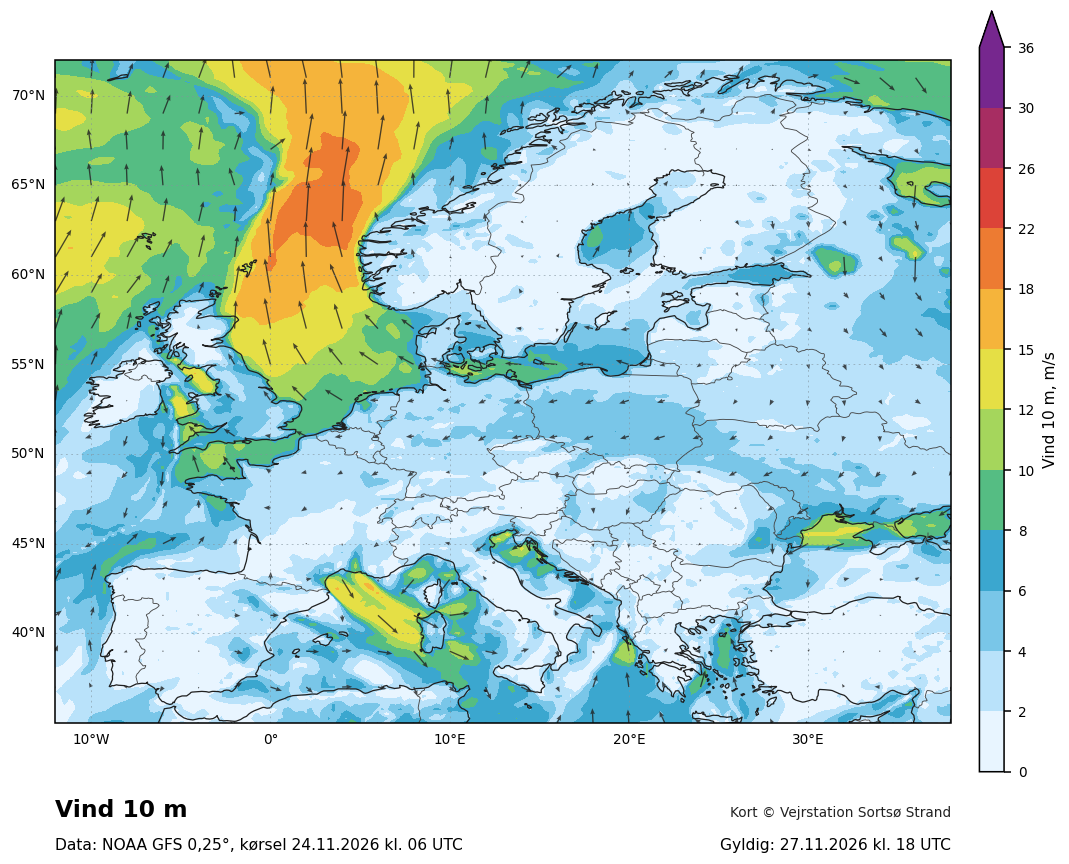 70°N
65°N
60°N
55°N
50°N
45°N
40°N
10°W
0°
10°E
20°E
30°E
36
30
26
22
18
15
12
10
8
6
4
2
0
Vind 10 m, m/s
Vind 10 m
Kort © Vejrstation Sortsø Strand
Data: NOAA GFS 0,25°, kørsel 24.11.2026 kl. 06 UTC
Gyldig: 27.11.2026 kl. 18 UTC